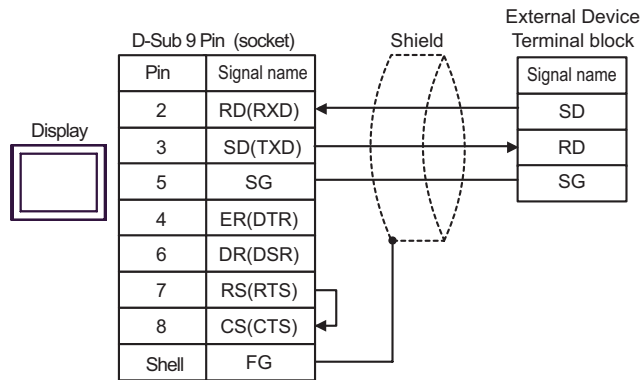 External Device
D-Sub 9 Pin (socket) Shield Terminal block
Pin Signal name Signal name
2 RD(RXD) SD
Display
3 SD(TXD) RD
5 SG SG
4 ER(DTR)
6 DR(DSR)
7 RS(RTS)
8 CS(CTS)
Shell FG